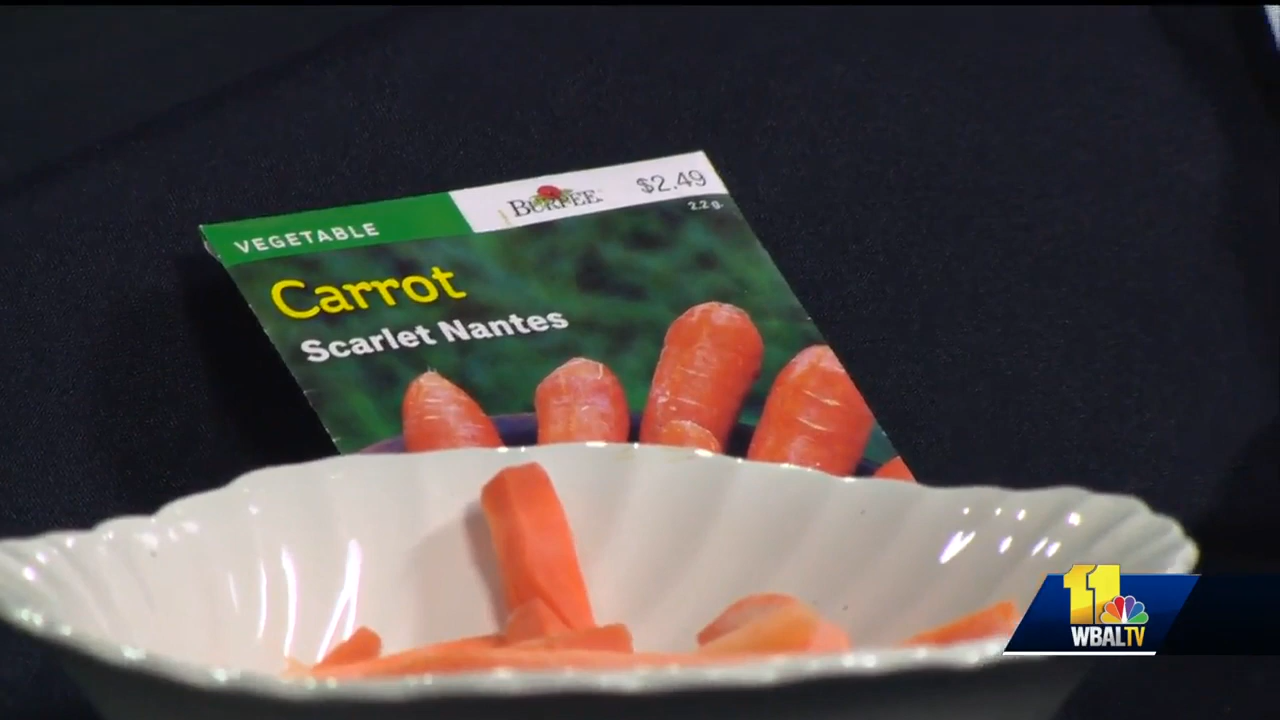 VEGETABLE
BURPEE
$2.49
2.2 g.
Carrot
Scarlet Nantes
11
WBALTV